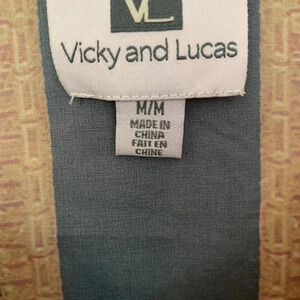 VL
Vicky and Lucas
M/M
MADE IN
CHINA
FAIT EN
CHINE